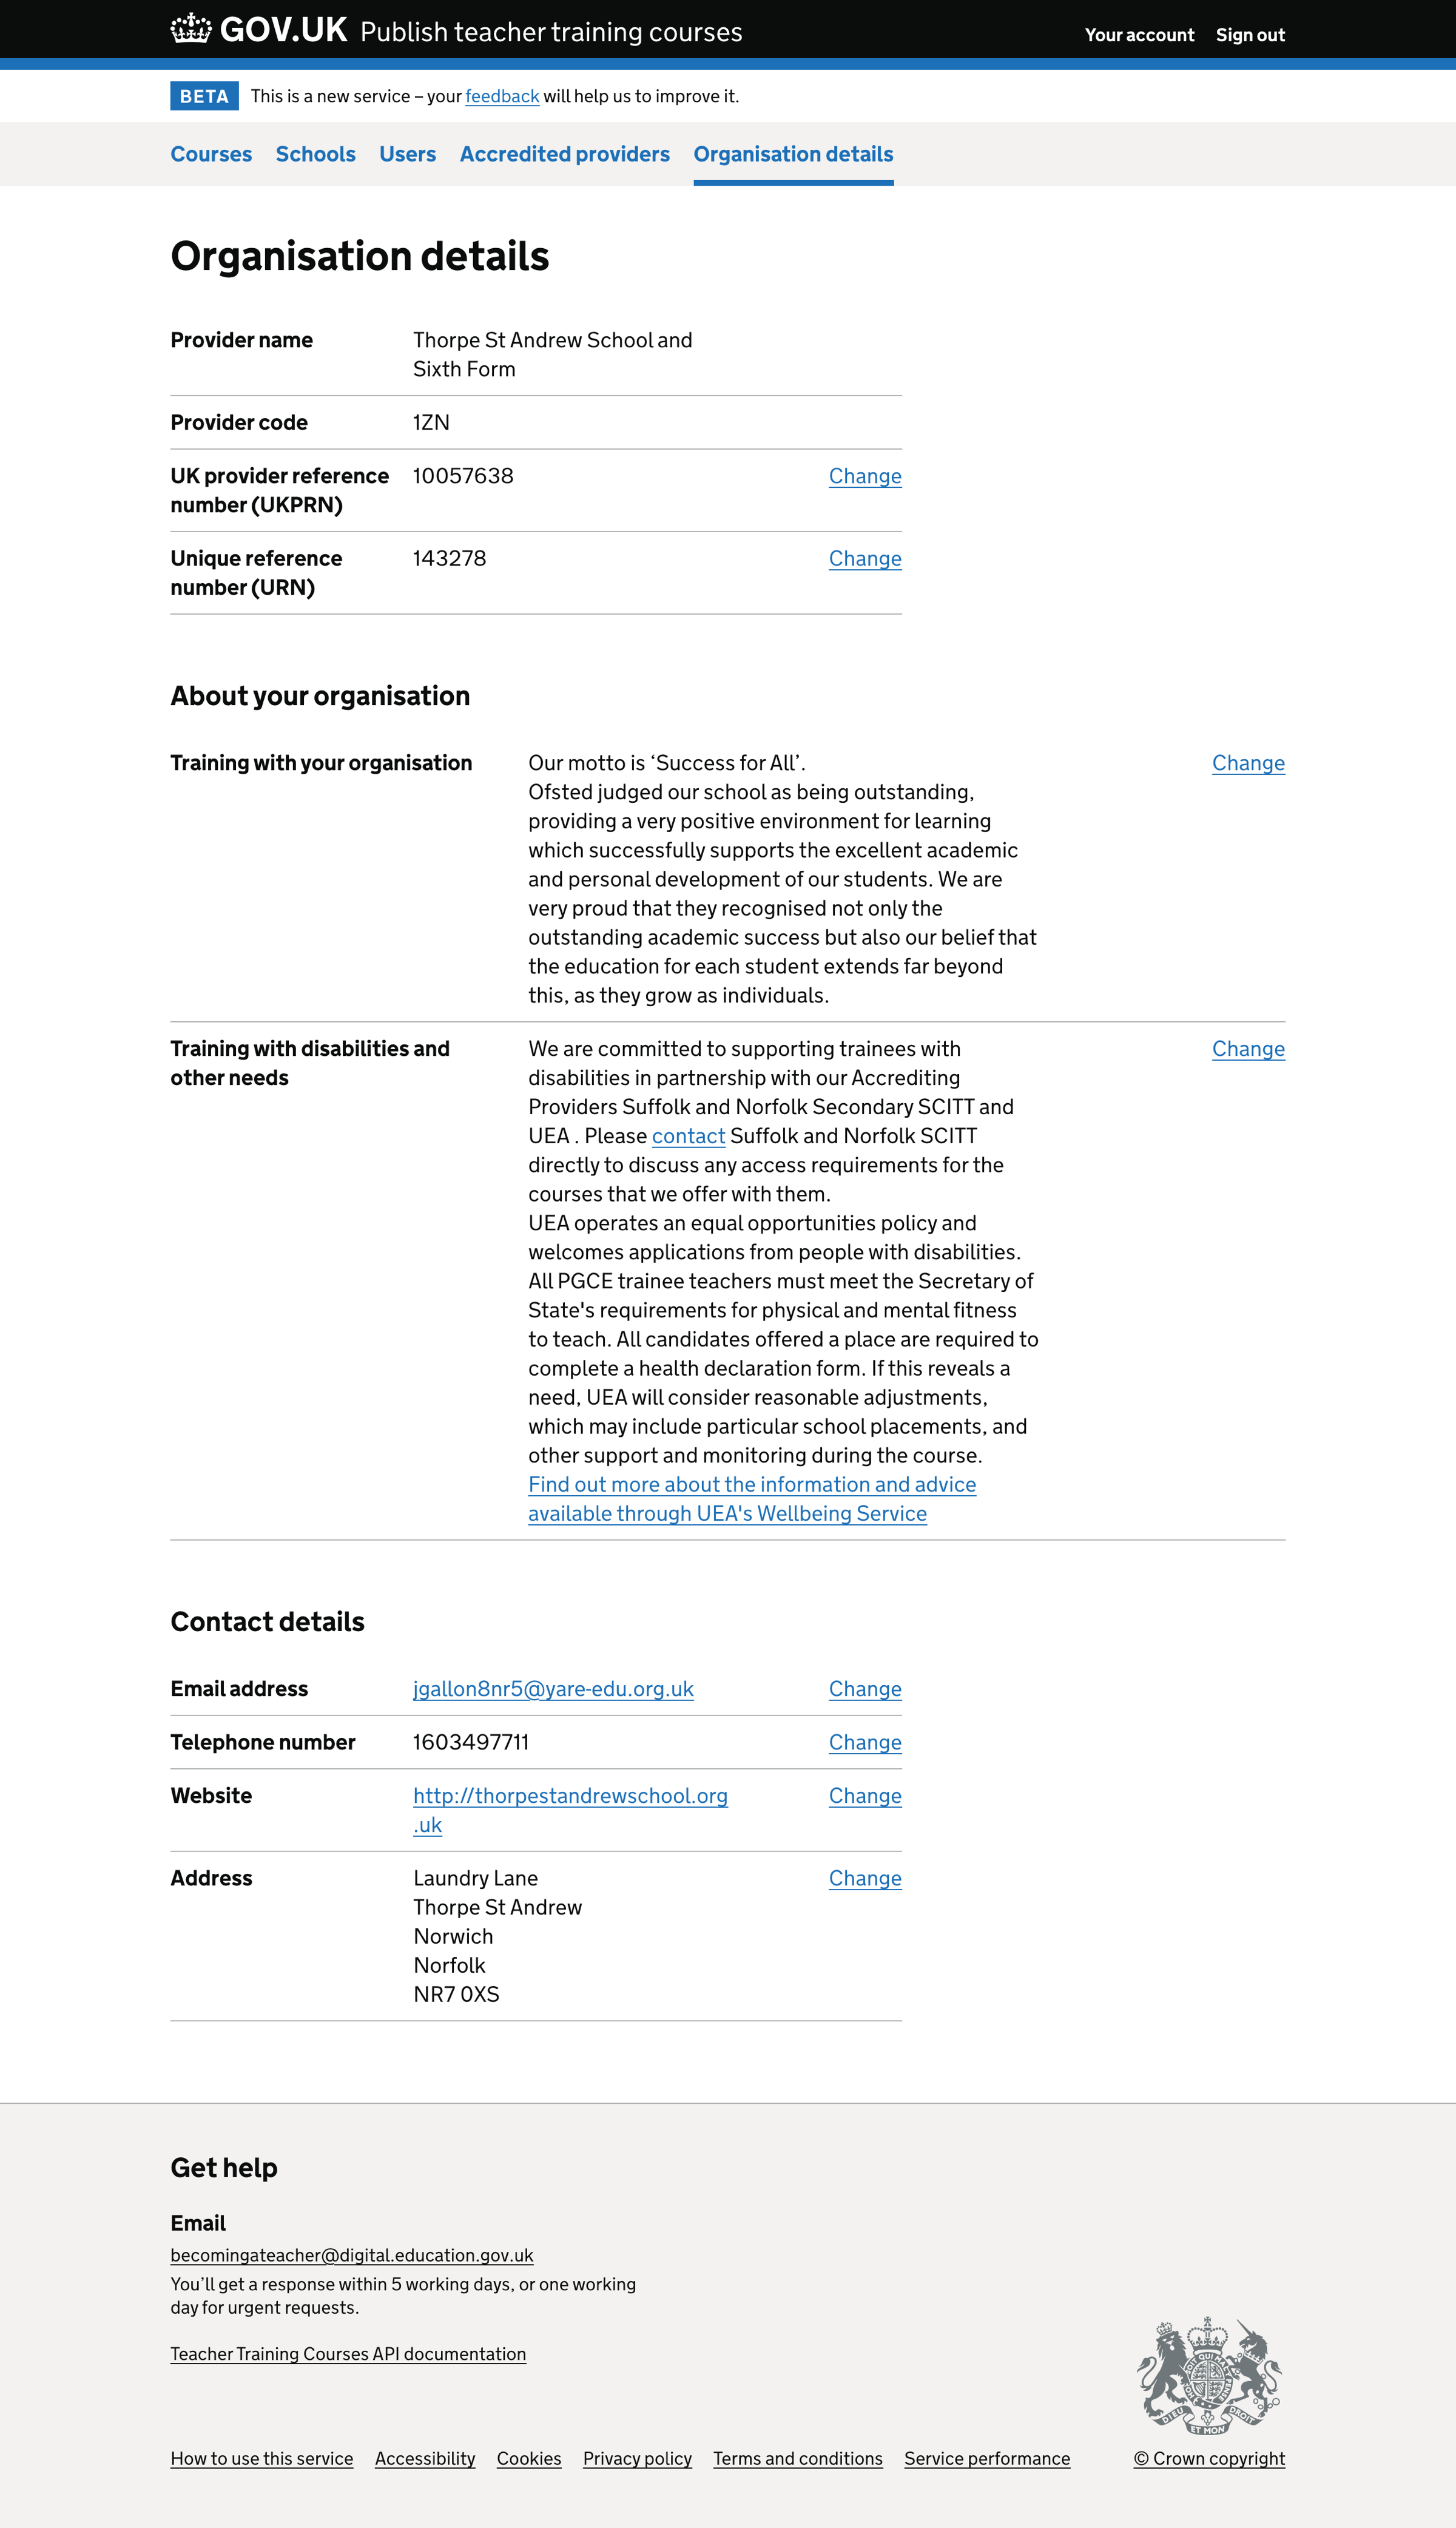 GOV.UK Publish teacher training courses
Your account Sign out
BETA This is a new service – your feedback will help us to improve it.
Courses Schools Users Accredited providers Organisation details
Organisation details
Provider name Thorpe St Andrew School and
Sixth Form
Provider code 1ZN
UK provider reference 10057638 Change
number (UKPRN)
Unique reference 143278 Change
number (URN)
About your organisation
Training with your organisation Our motto is ‘Success for All’. Change
Ofsted judged our school as being outstanding,
providing a very positive environment for learning
which successfully supports the excellent academic
and personal development of our students. We are
very proud that they recognised not only the
outstanding academic success but also our belief that
the education for each student extends far beyond
this, as they grow as individuals.
Training with disabilities and We are committed to supporting trainees with Change
other needs disabilities in partnership with our Accrediting
Providers Suffolk and Norfolk Secondary SCITT and
UEA . Please contact Suffolk and Norfolk SCITT
directly to discuss any access requirements for the
courses that we offer with them.
UEA operates an equal opportunities policy and
welcomes applications from people with disabilities.
All PGCE trainee teachers must meet the Secretary of
State's requirements for physical and mental fitness
to teach. All candidates offered a place are required to
complete a health declaration form. If this reveals a
need, UEA will consider reasonable adjustments,
which may include particular school placements, and
other support and monitoring during the course.
Find out more about the information and advice
available through UEA's Wellbeing Service
Contact details
Email address jgallon8nr5@yare-edu.org.uk Change
Telephone number 1603497711 Change
Website http://thorpestandrewschool.org Change
.uk
Address Laundry Lane Change
Thorpe St Andrew
Norwich
Norfolk
NR7 0XS
Get help
Email
becomingateacher@digital.education.gov.uk
You’ll get a response within 5 working days, or one working
day for urgent requests.
Teacher Training Courses API documentation
DIEU ET MON DROIT
How to use this service Accessibility Cookies Privacy policy Terms and conditions Service performance © Crown copyright